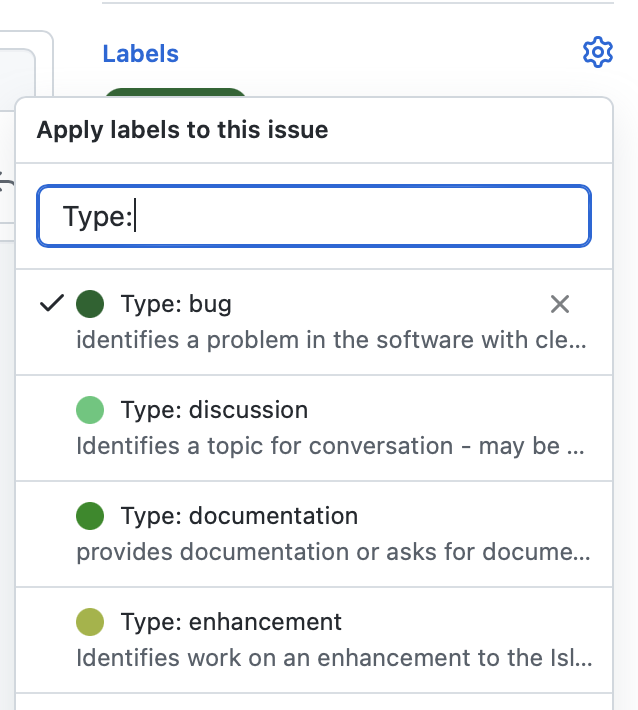 Labels
Apply labels to this issue
Type:
Type: bug
identifies a problem in the software with cle...
Type: discussion
Identifies a topic for conversation - may be ...
Type: documentation
provides documentation or asks for docume...
Type: enhancement
Identifies work on an enhancement to the Isl...